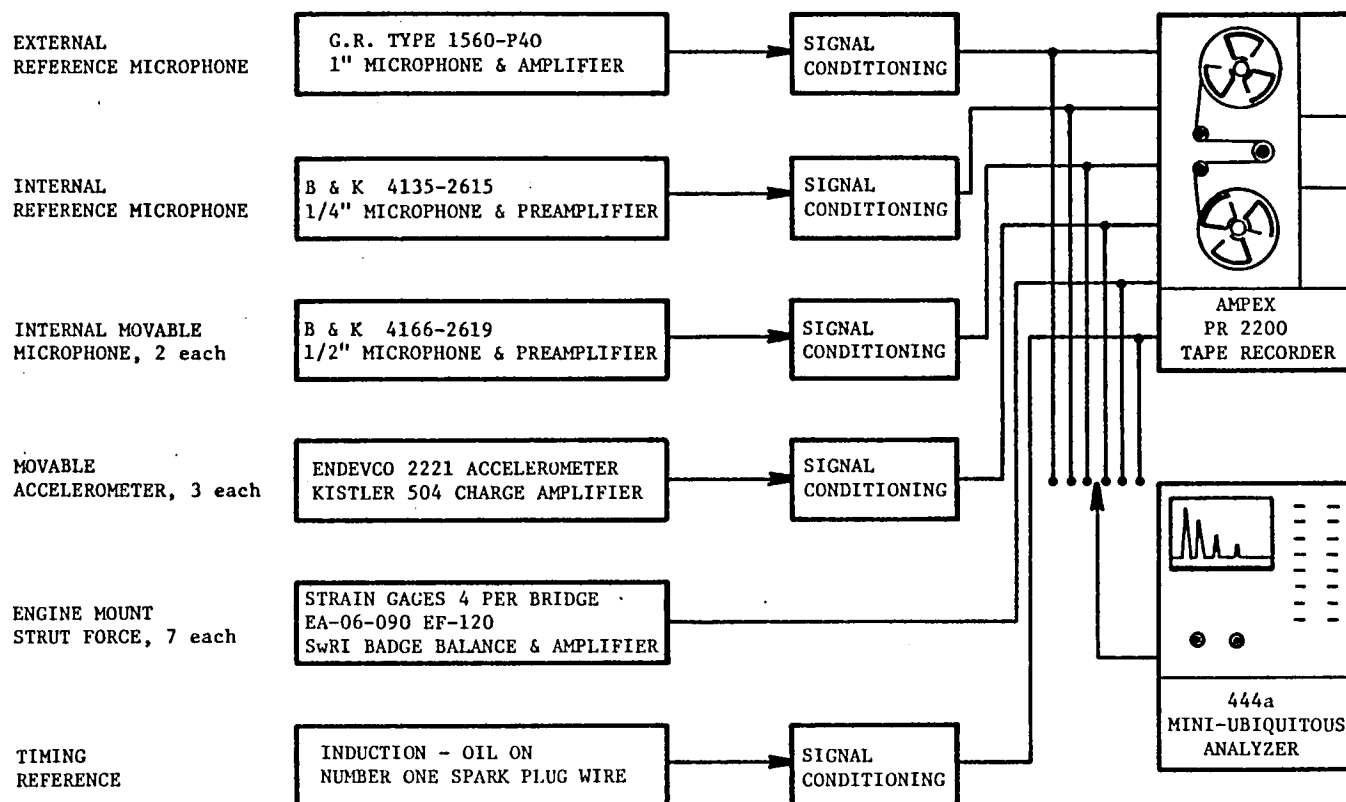 EXTERNAL
REFERENCE MICROPHONE
G.R. TYPE 1560-P40
1" MICROPHONE & AMPLIFIER
SIGNAL
CONDITIONING
INTERNAL
REFERENCE MICROPHONE
B & K 4135-2615
1/4" MICROPHONE & PREAMPLIFIER
SIGNAL
CONDITIONING
INTERNAL MOVABLE
MICROPHONE, 2 each
B & K 4166-2619
1/2" MICROPHONE & PREAMPLIFIER
SIGNAL
CONDITIONING
AMPEX
PR 2200
TAPE RECORDER
MOVABLE
ACCELEROMETER, 3 each
ENDEVCO 2221 ACCELEROMETER
KISTLER 504 CHARGE AMPLIFIER
SIGNAL
CONDITIONING
ENGINE MOUNT
STRUT FORCE, 7 each
STRAIN GAGES 4 PER BRIDGE
EA-06-090 EF-120
SwRI BADGE BALANCE & AMPLIFIER
444a
MINI-UBIQUITOUS
ANALYZER
TIMING
REFERENCE
INDUCTION - OIL ON
NUMBER ONE SPARK PLUG WIRE
SIGNAL
CONDITIONING